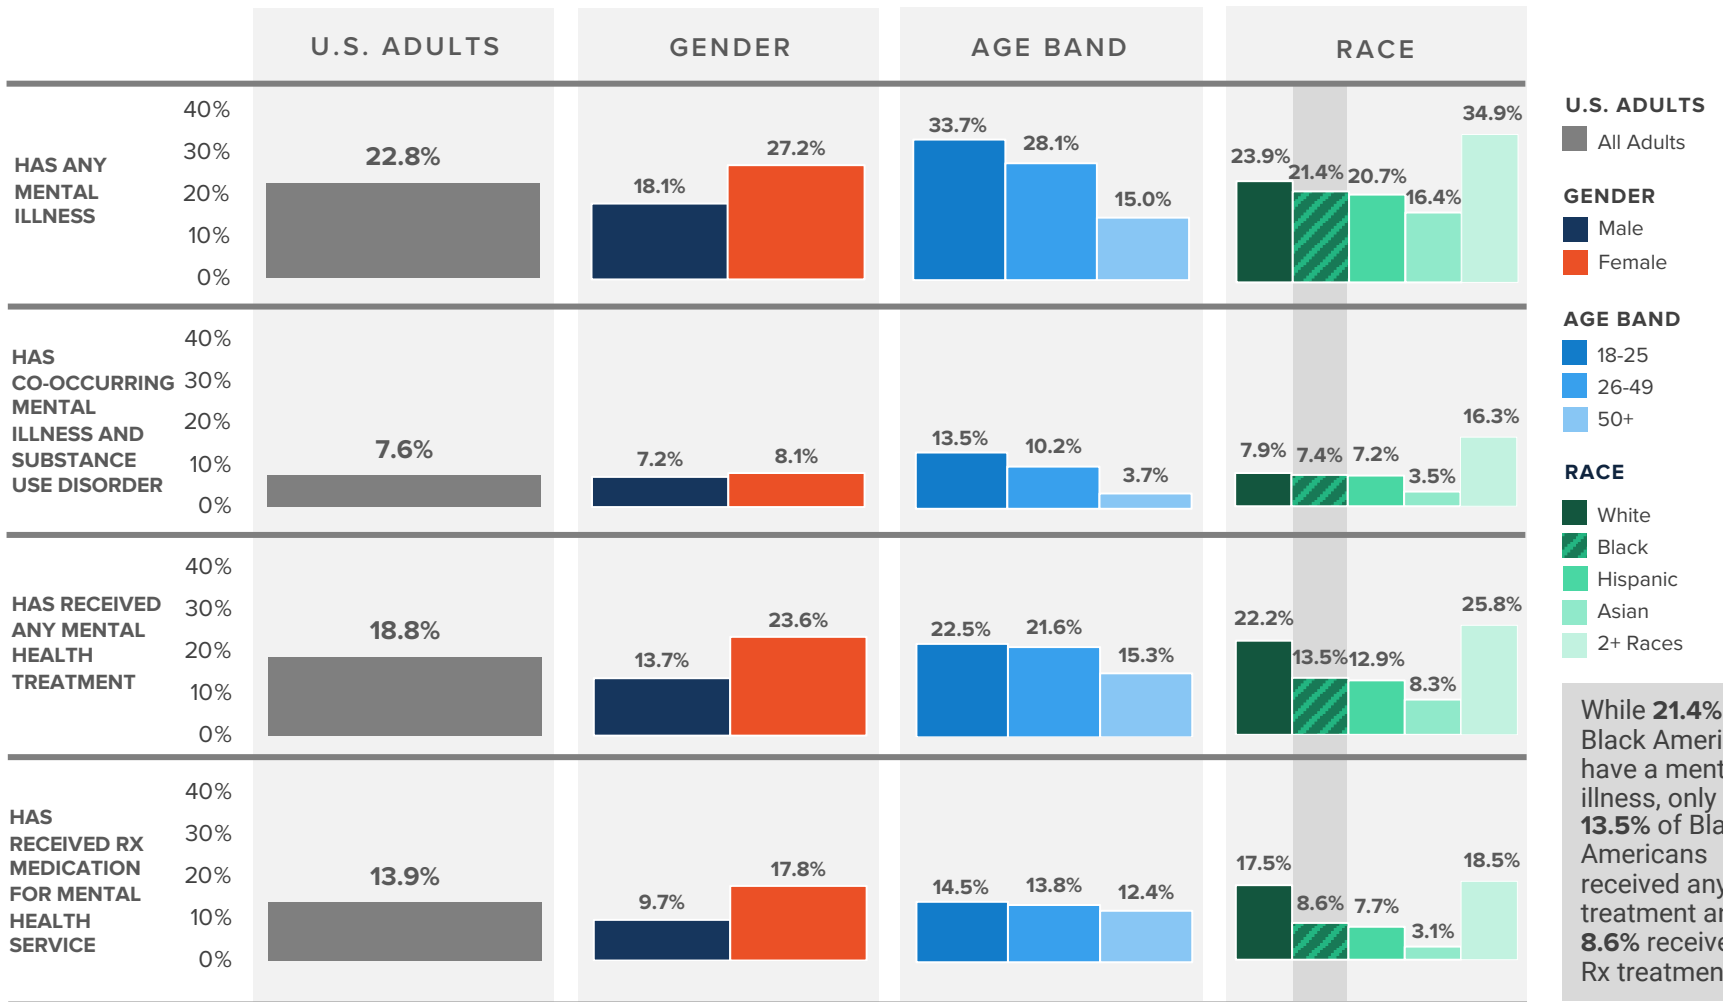 U.S. ADULTS
GENDER
AGE BAND
RACE
HAS ANY
MENTAL
ILLNESS
40%
30%
20%
10%
0%
22.8%
18.1%
27.2%
33.7%
28.1%
15.0%
23.9%
21.4%
20.7%
16.4%
34.9%
HAS
CO-OCCURRING
MENTAL
ILLNESS AND
SUBSTANCE
USE DISORDER
40%
30%
20%
10%
0%
7.6%
7.2%
8.1%
13.5%
10.2%
3.7%
7.9%
7.4%
7.2%
3.5%
16.3%
HAS RECEIVED
ANY MENTAL
HEALTH
TREATMENT
40%
30%
20%
10%
0%
18.8%
13.7%
23.6%
22.5%
21.6%
15.3%
22.2%
13.5%
12.9%
8.3%
25.8%
HAS
RECEIVED RX
MEDICATION
FOR MENTAL
HEALTH
SERVICE
40%
30%
20%
10%
0%
13.9%
9.7%
17.8%
14.5%
13.8%
12.4%
17.5%
8.6%
7.7%
3.1%
18.5%
U.S. ADULTS
All Adults
GENDER
Male
Female
AGE BAND
18-25
26-49
50+
RACE
White
Black
Hispanic
Asian
2+ Races
While 21.4%
Black Ameri
have a ment
illness, only
13.5% of Bla
Americans
received any
treatment a
8.6% receive
Rx treatmen